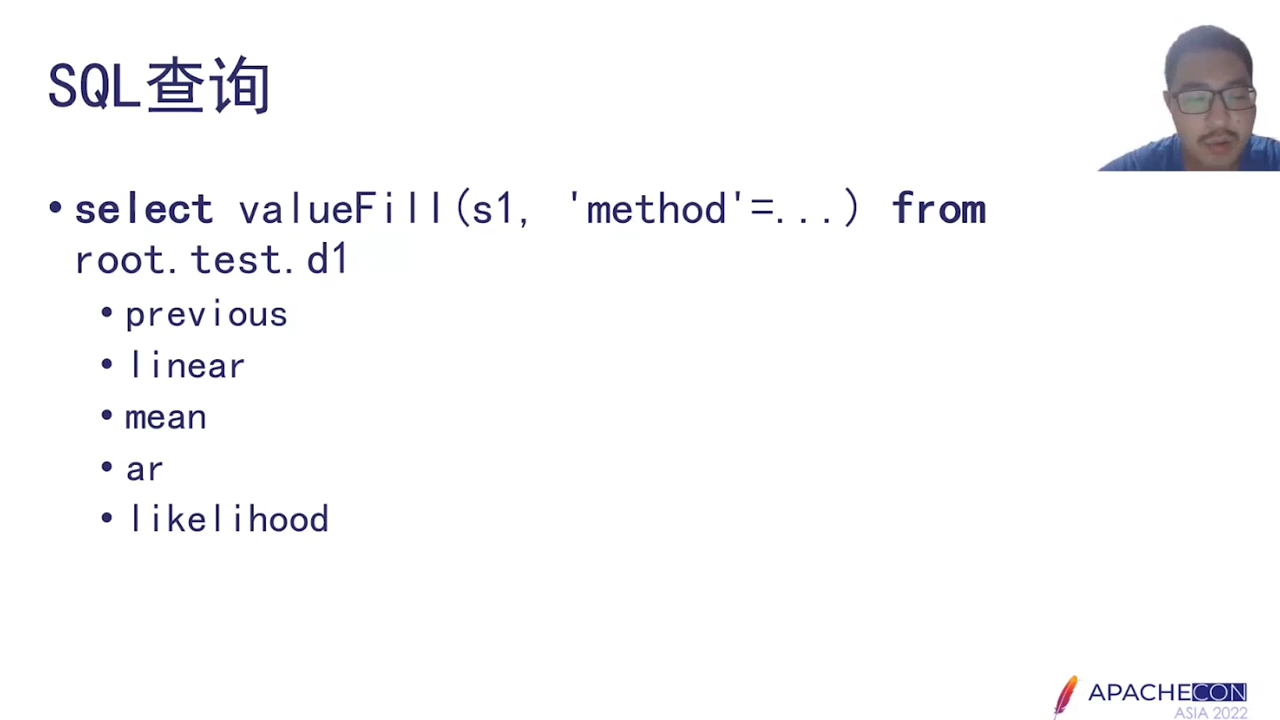 SQL查询
• select valueFill(s1, 'method'=...) from
root.test.d1
• previous
• linear
• mean
• ar
• likelihood
APACHECON
ASIA 2022